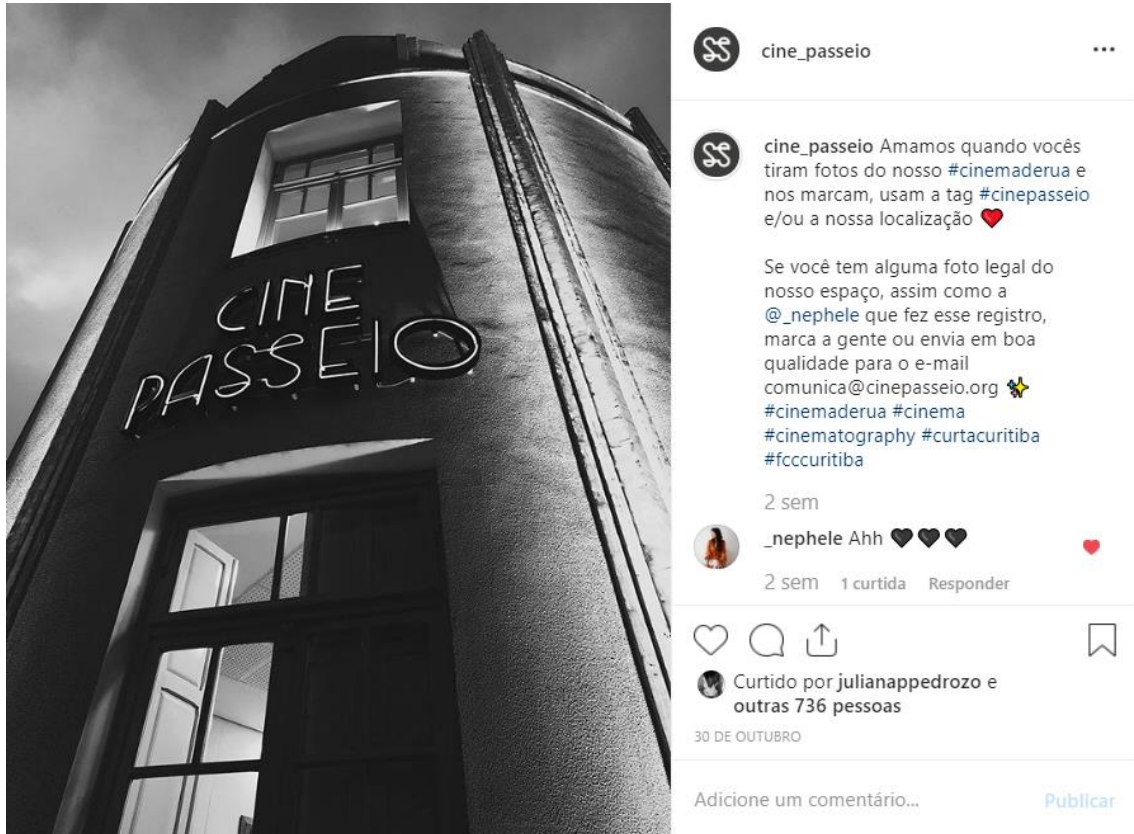 CINE
PASSEIO
cine_passeio
cine_passeio Amamos quando vocês
tiram fotos do nosso #cinemaderua e
nos marcam, usam a tag #cinepasseio
e/ou a nossa localização ❤️
Se você tem alguma foto legal do
nosso espaço, assim como a
@_nephele que fez esse registro,
marca a gente ou envia em boa
qualidade para o e-mail
comunica@cinepasseio.org ✨
#cinemaderua #cinema
#cinematography #curtacuritiba
#fcccuritiba
2 sem
_nephele Ahh 🖤🖤🖤
2 sem 1 curtida Responder
Curtido por julianappedrozo e
outras 736 pessoas
30 DE OUTUBRO
Adicione um comentário... Publicar